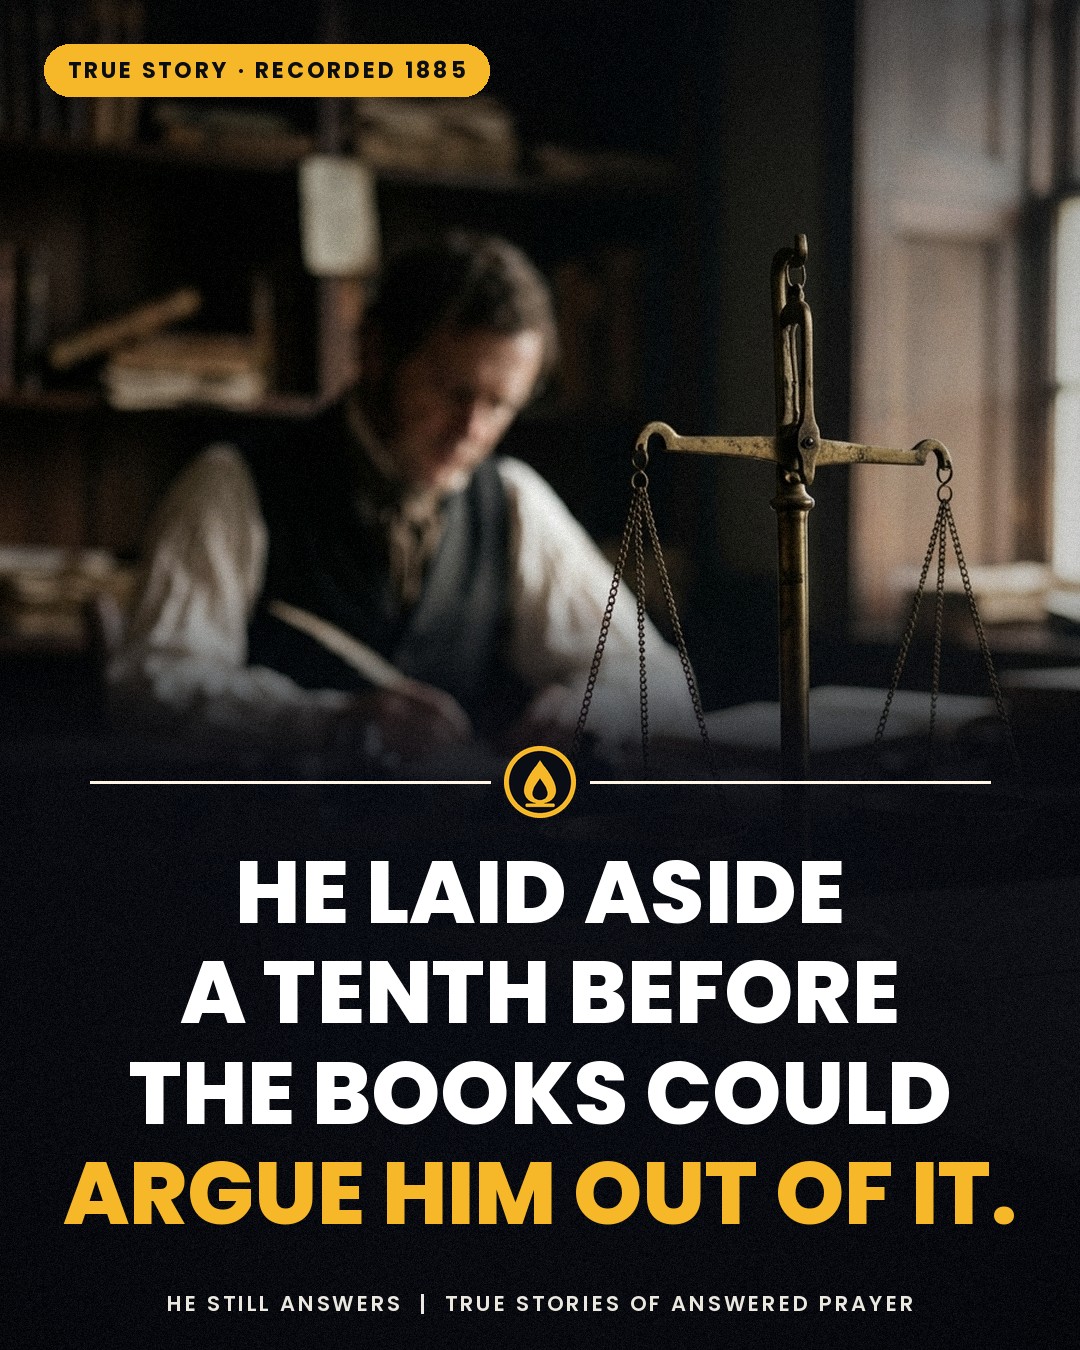 TRUE STORY · RECORDED 1885
HE LAID ASIDE
A TENTH BEFORE
THE BOOKS COULD
ARGUE HIM OUT OF IT.
HE STILL ANSWERS | TRUE STORIES OF ANSWERED PRAYER